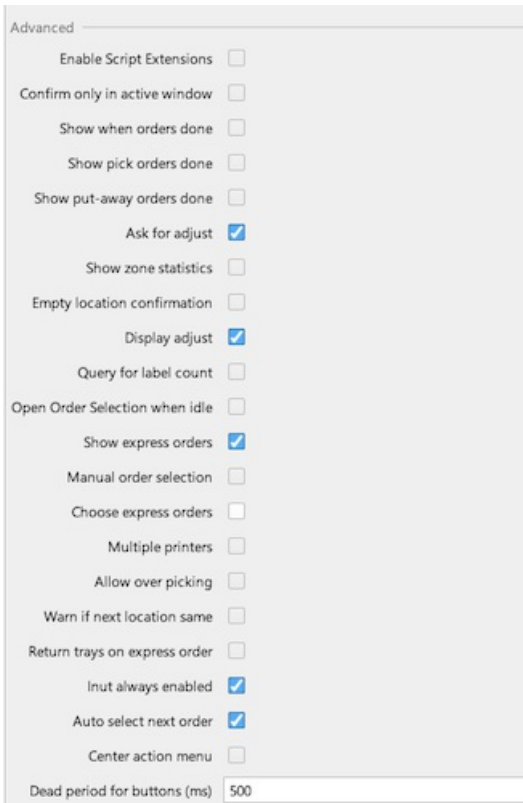 Advanced
Enable Script Extensions
Confirm only in active window
Show when orders done
Show pick orders done
Show put-away orders done
Ask for adjust
Show zone statistics
Empty location confirmation
Display adjust
Query for label count
Open Order Selection when idle
Show express orders
Manual order selection
Choose express orders
Multiple printers
Allow over picking
Warn if next location same
Return trays on express order
Inut always enabled
Auto select next order
Center action menu
Dead period for buttons (ms) 500